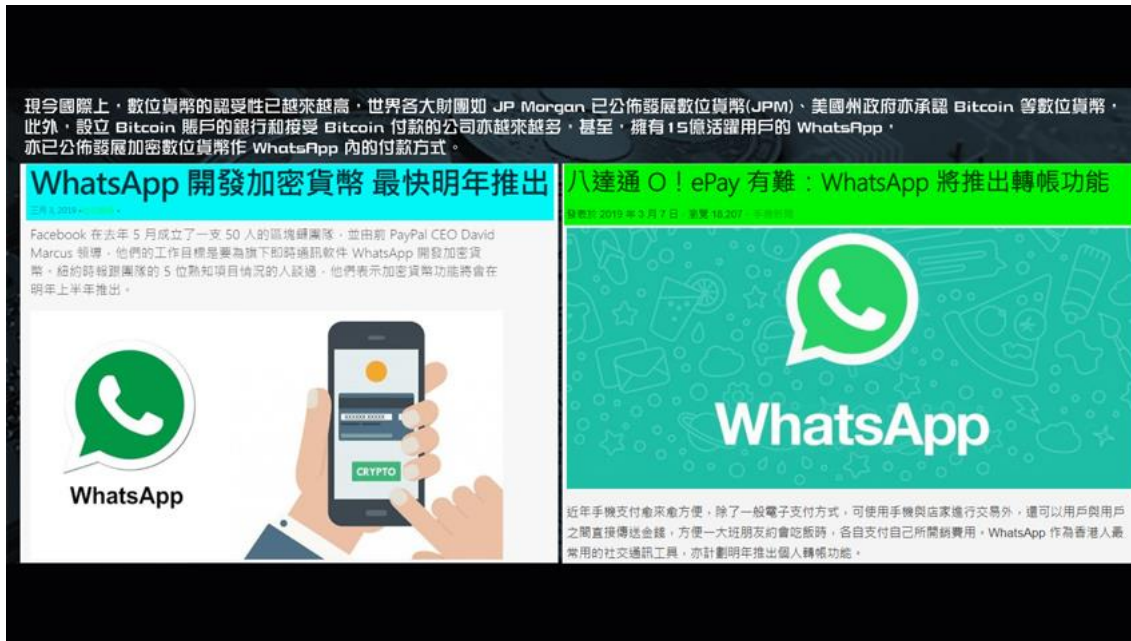 現今國際上，數位貨幣的認受性已越來越高，世界各大財團如 JP Morgan 已公佈發展數位貨幣(JPM)、美國州政府亦承認 Bitcoin 等數位貨幣，
此外，設立 Bitcoin 賬戶的銀行和接受 Bitcoin 付款的公司亦越來越多，甚至，擁有15億活躍用戶的 WhatsApp，
亦已公佈發展加密數位貨幣作 WhatsApp 內的付款方式。
WhatsApp 開發加密貨幣 最快明年推出
三月 3, 2019 •
Facebook 在去年 5 月成立了一支 50 人的區塊鏈團隊，並由前 PayPal CEO David
Marcus 領導，他們的工作目標是要為旗下即時通訊軟件 WhatsApp 開發加密貨
幣。紐約時報跟團隊的 5 位熟知項目情況的人談過，他們表示加密貨幣功能將會在
明年上半年推出。
CRYPTO
WhatsApp
八達通 O！ePay 有難：WhatsApp 將推出轉帳功能
發表於 2019 年 3 月 7 日 · 瀏覽 18,207 · 手機新聞
WhatsApp
近年手機支付愈來愈方便，除了一般電子支付方式，可使用手機與店家進行交易外，還可以用戶與用戶
之間直接傳送金錢，方便一大班朋友約會吃飯時，各自支付自己所開銷費用。WhatsApp 作為香港人最
常用的社交通訊工具，亦計劃明年推出個人轉帳功能。